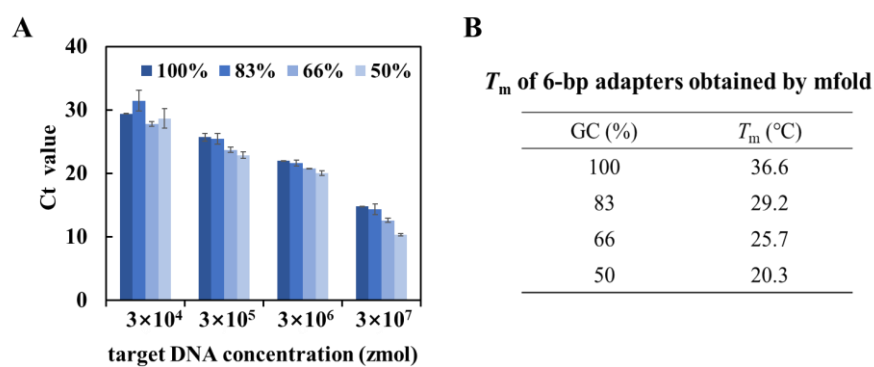 A
40
30
20
10
0
Ct value
100% 83% 66% 50%
3×10⁴ 3×10⁵ 3×10⁶ 3×10⁷
target DNA concentration (zmol)
B
Tm of 6-bp adapters obtained by mfold
GC (%) Tm (°C)
100 36.6
83 29.2
66 25.7
50 20.3